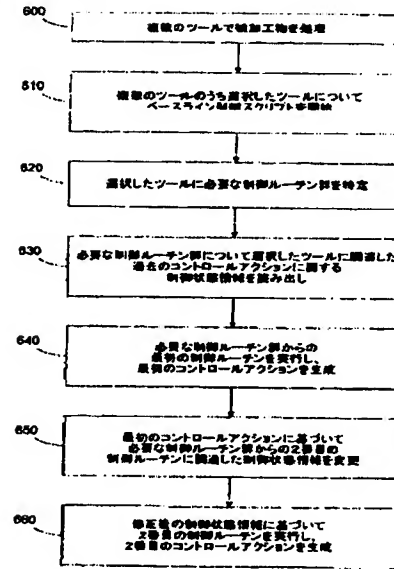 600
複数のツールで被加工物を処理
610
複数のツールのうち選択したツールについて
ベースライン制御スクリプトを開始
620
選択したツールに必要な制御ルーチン群を特定
630
必要な制御ルーチン群について選択したツールに関連した
過去のコントロールアクションに関する
制御状態情報を読み出し
640
必要な制御ルーチン群からの
最初の制御ルーチンを実行し、
最初のコントロールアクションを生成
650
最初のコントロールアクションに基づいて
必要な制御ルーチン群からの2番目の
制御ルーチンに関連した制御状態情報を変更
660
修正後の制御状態情報に基づいて
2番目の制御ルーチンを実行し、
2番目のコントロールアクションを生成